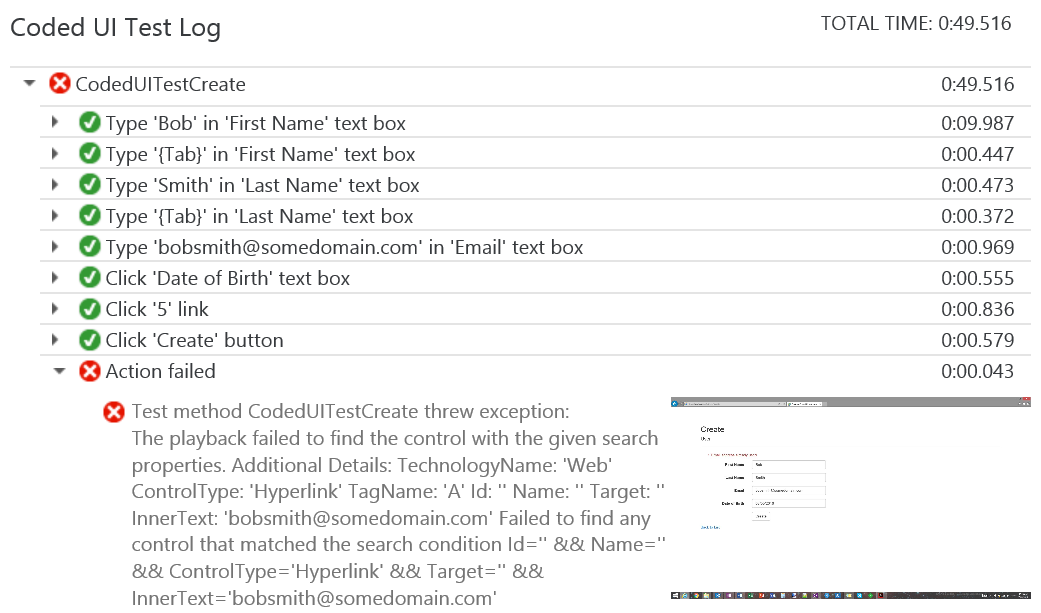 Coded UI Test Log
TOTAL TIME: 0:49.516
CodedUITestCreate 0:49.516
Type 'Bob' in 'First Name' text box 0:09.987
Type '{Tab}' in 'First Name' text box 0:00.447
Type 'Smith' in 'Last Name' text box 0:00.473
Type '{Tab}' in 'Last Name' text box 0:00.372
Type 'bobsmith@somedomain.com' in 'Email' text box 0:00.969
Click 'Date of Birth' text box 0:00.555
Click '5' link 0:00.836
Click 'Create' button 0:00.579
Action failed 0:00.043
Test method CodedUITestCreate threw exception:
The playback failed to find the control with the given search
properties. Additional Details: TechnologyName: 'Web'
ControlType: 'Hyperlink' TagName: 'A' Id: '' Name: '' Target: ''
InnerText: 'bobsmith@somedomain.com' Failed to find any
control that matched the search condition Id='' && Name=''
&& ControlType='Hyperlink' && Target='' &&
InnerText='bobsmith@somedomain.com'
Create
User
First Name Bob
Last Name Smith
Email
Date of Birth
Create
Back to List